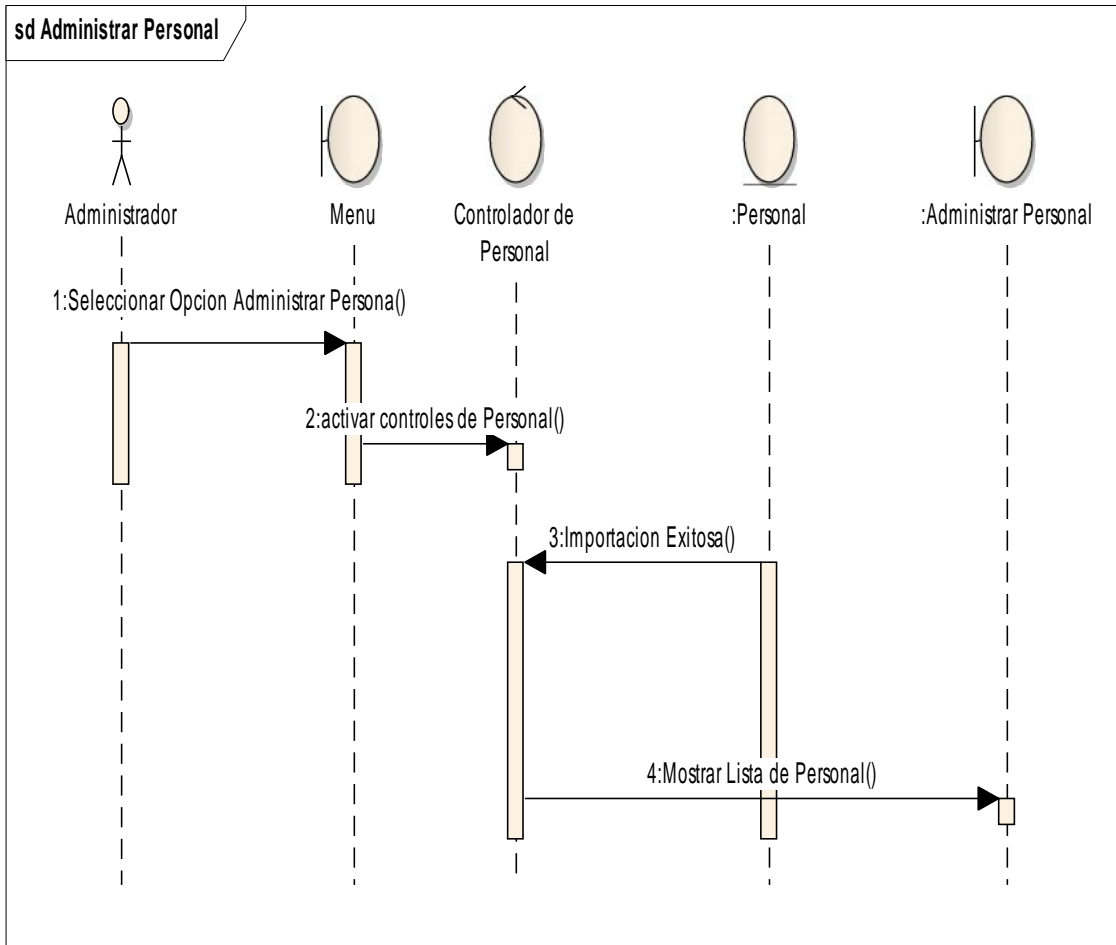 sd Administrar Personal
Administrador
Menu
Controlador de
Personal
:Personal
:Administrar Personal
1:Seleccionar Opcion Administrar Persona()
2:activar controles de Personal()
3:Importacion Exitosa()
4:Mostrar Lista de Personal()